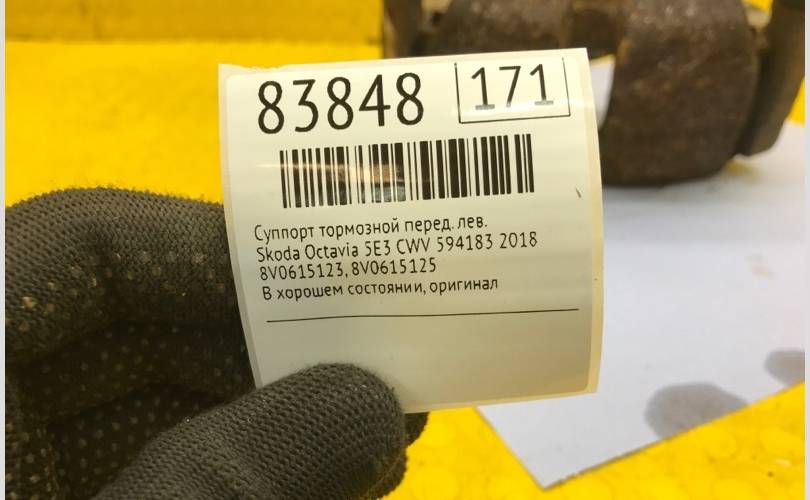 83848 171
Суппорт тормозной перед. лев.
Skoda Octavia 5E3 CWV 594183 2018
8V0615123, 8V0615125
В хорошем состоянии, оригинал